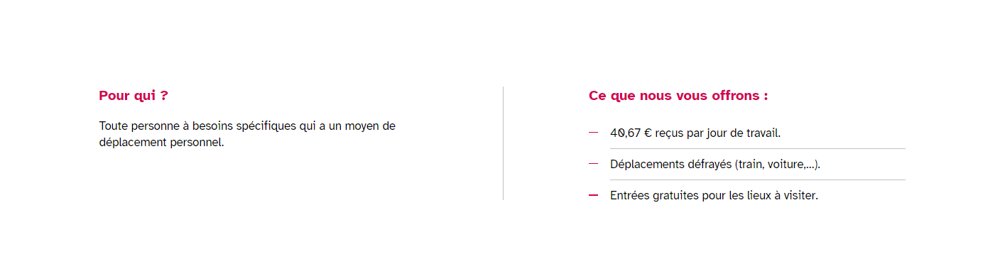 Pour qui ?
Toute personne à besoins spécifiques qui a un moyen de
déplacement personnel.
Ce que nous vous offrons :
— 40,67 € reçus par jour de travail.
— Déplacements défrayés (train, voiture,...).
— Entrées gratuites pour les lieux à visiter.